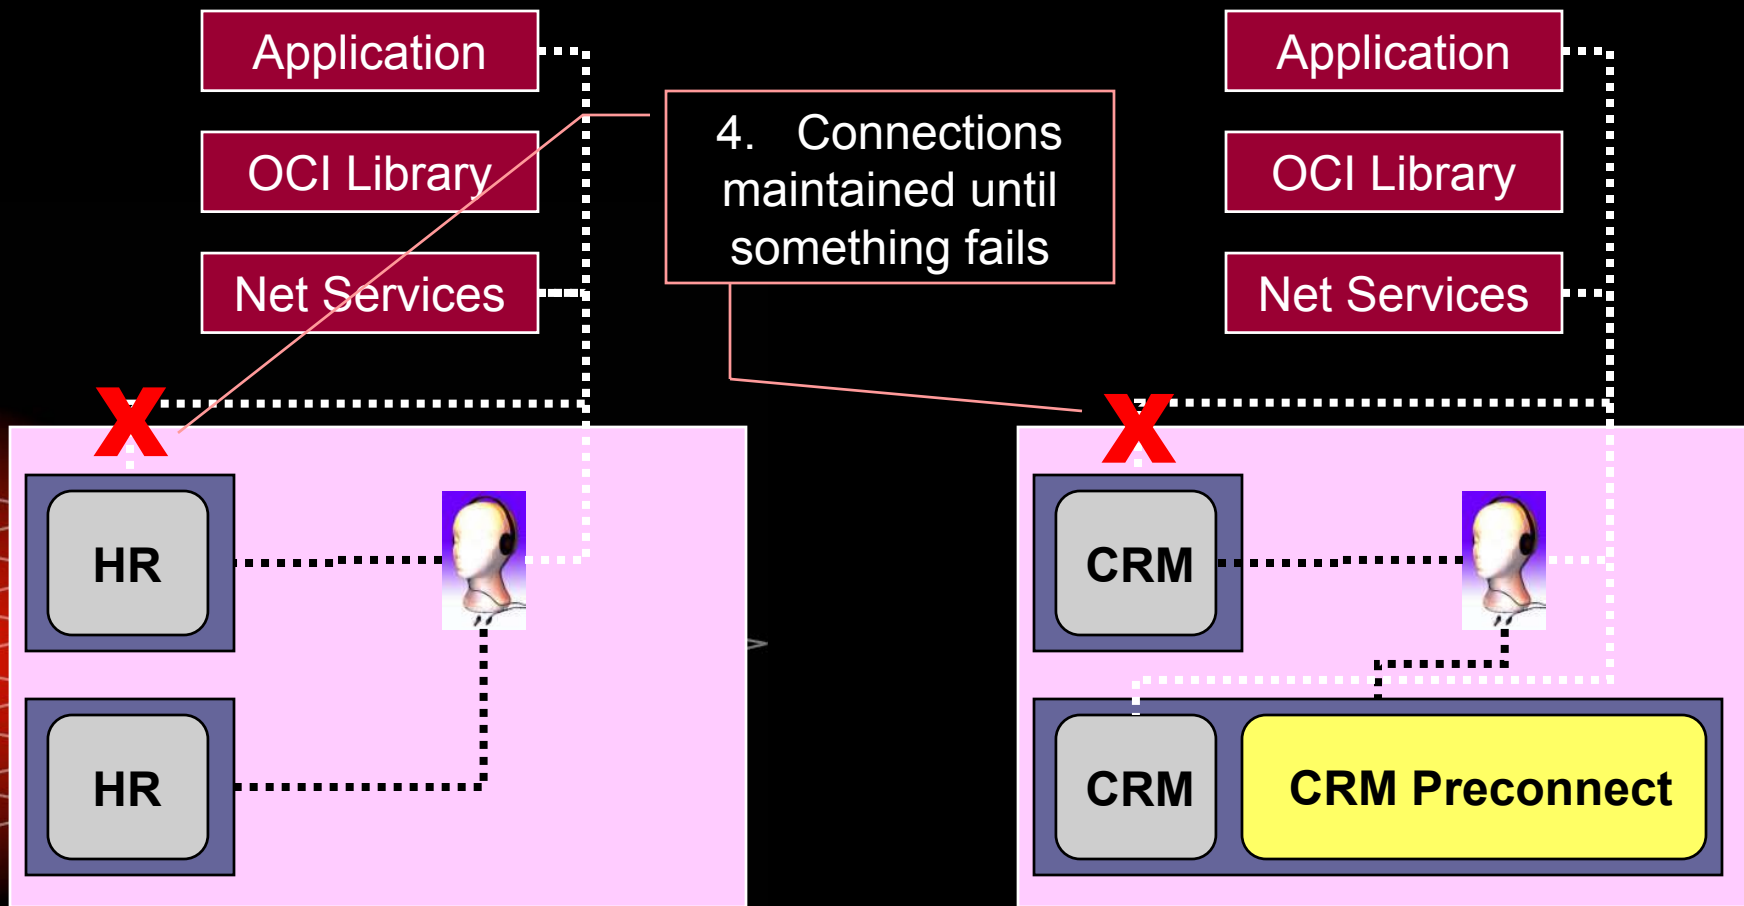 Application
OCI Library
Net Services
4. Connections
maintained until
something fails
Application
OCI Library
Net Services
X
HR
HR
X
CRM
CRM
CRM Preconnect